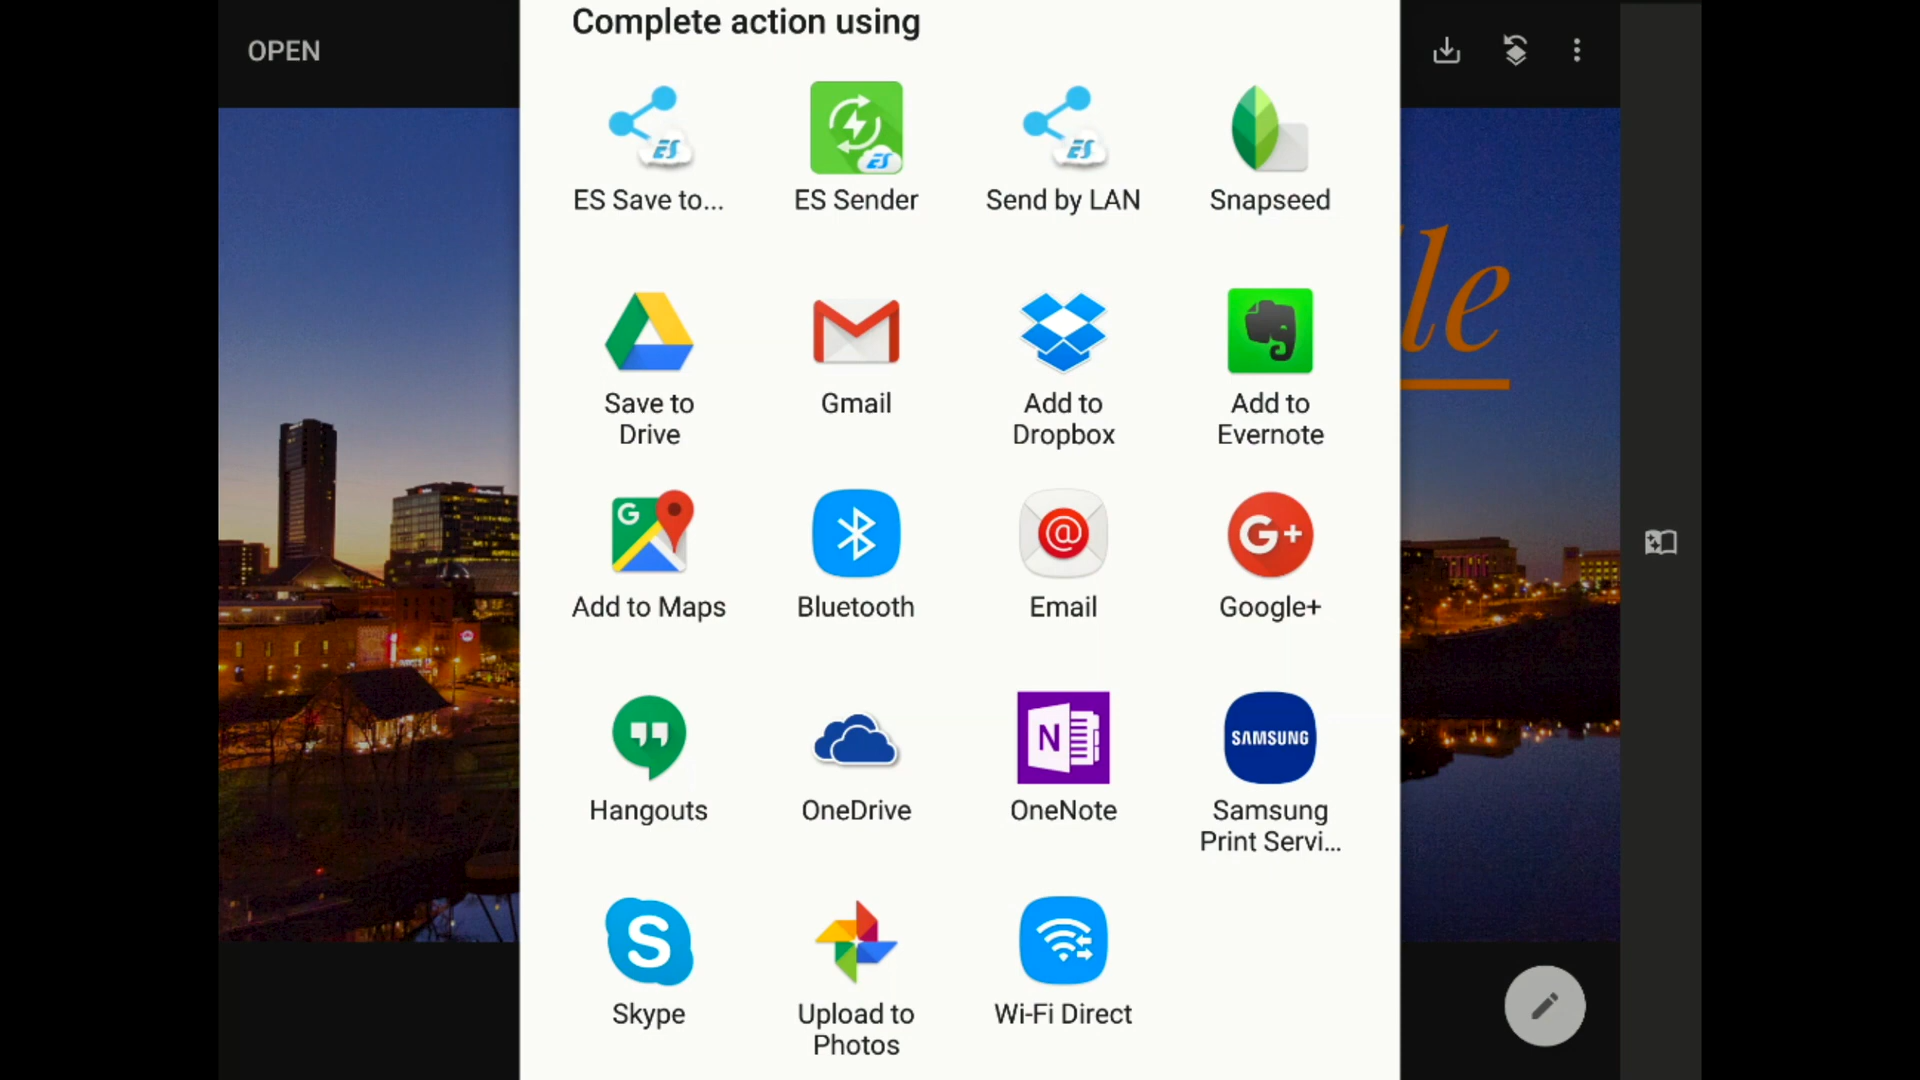 Complete action using
OPEN
ES Save to...
ES Sender
Send by LAN
Snapseed
le
Save to
Drive
Gmail
Add to
Dropbox
Add to
Evernote
G
@
G+
Add to Maps
Bluetooth
Email
Google+
N
SAMSUNG
Hangouts
OneDrive
OneNote
Samsung
Print Servi...
S
Skype
Upload to
Photos
Wi-Fi Direct